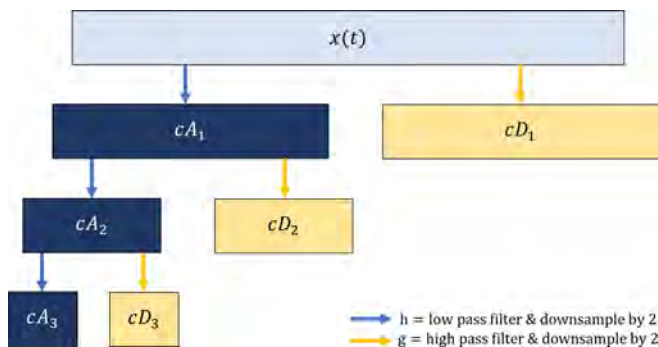 x(t)
cA₁
cD₁
cA₂
cD₂
cA₃
cD₃
h = low pass filter & downsample by 2
g = high pass filter & downsample by 2